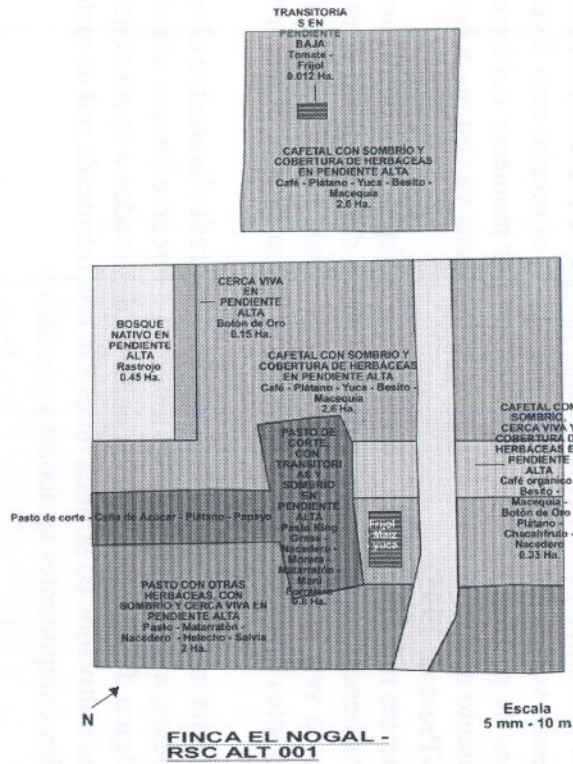 TRANSITORIA
S EN
PENDIENTE
BAJA
Tomate -
Frijol
0.012 Ha.
CAFETAL CON SOMBRIO Y
COBERTURA DE HERBÁCEAS
EN PENDIENTE ALTA
Café - Plátano - Yuca - Besito -
Macequia
2.6 Ha.
CERCA VIVA
EN
PENDIENTE
ALTA
Botón de Oro
0.15 Ha.
BOSQUE
NATIVO EN
PENDIENTE
ALTA
Rastrojo
0.45 Ha.
CAFETAL CON SOMBRIO Y
COBERTURA DE HERBÁCEAS
EN PENDIENTE ALTA
Café - Plátano - Yuca - Besito -
Macequia
2.6 Ha.
CAFETAL CON
SOMBRIO,
CERCA VIVA Y
COBERTURA D
HERBÁCEAS E
PENDIENTE
ALTA
Café orgánico
Besito -
Macequia -
Botón de Oro
Plátano -
Chacahfruto -
Nacedero
0.33 Ha.
PASTO DE
CORTE
CON
TRANSITORI
AS Y
SOMBRIO
EN
PENDIENTE
ALTA
Pasto King
Grass -
Nacedero -
Morera -
Matarratón -
Maní
Forrajero
0.8 Ha.
Frijol
-Maíz
-yuca
Pasto de corte - Caña de Azúcar - Plátano - Papayo
PASTO CON OTRAS
HERBÁCEAS, CON
SOMBRIO Y CERCA VIVA EN
PENDIENTE ALTA
Pasto - Matarratón -
Nacedero - Helecho - Salvia
2 Ha.
N
Escala
5 mm - 10 m
FINCA EL NOGAL -
RSC ALT 001